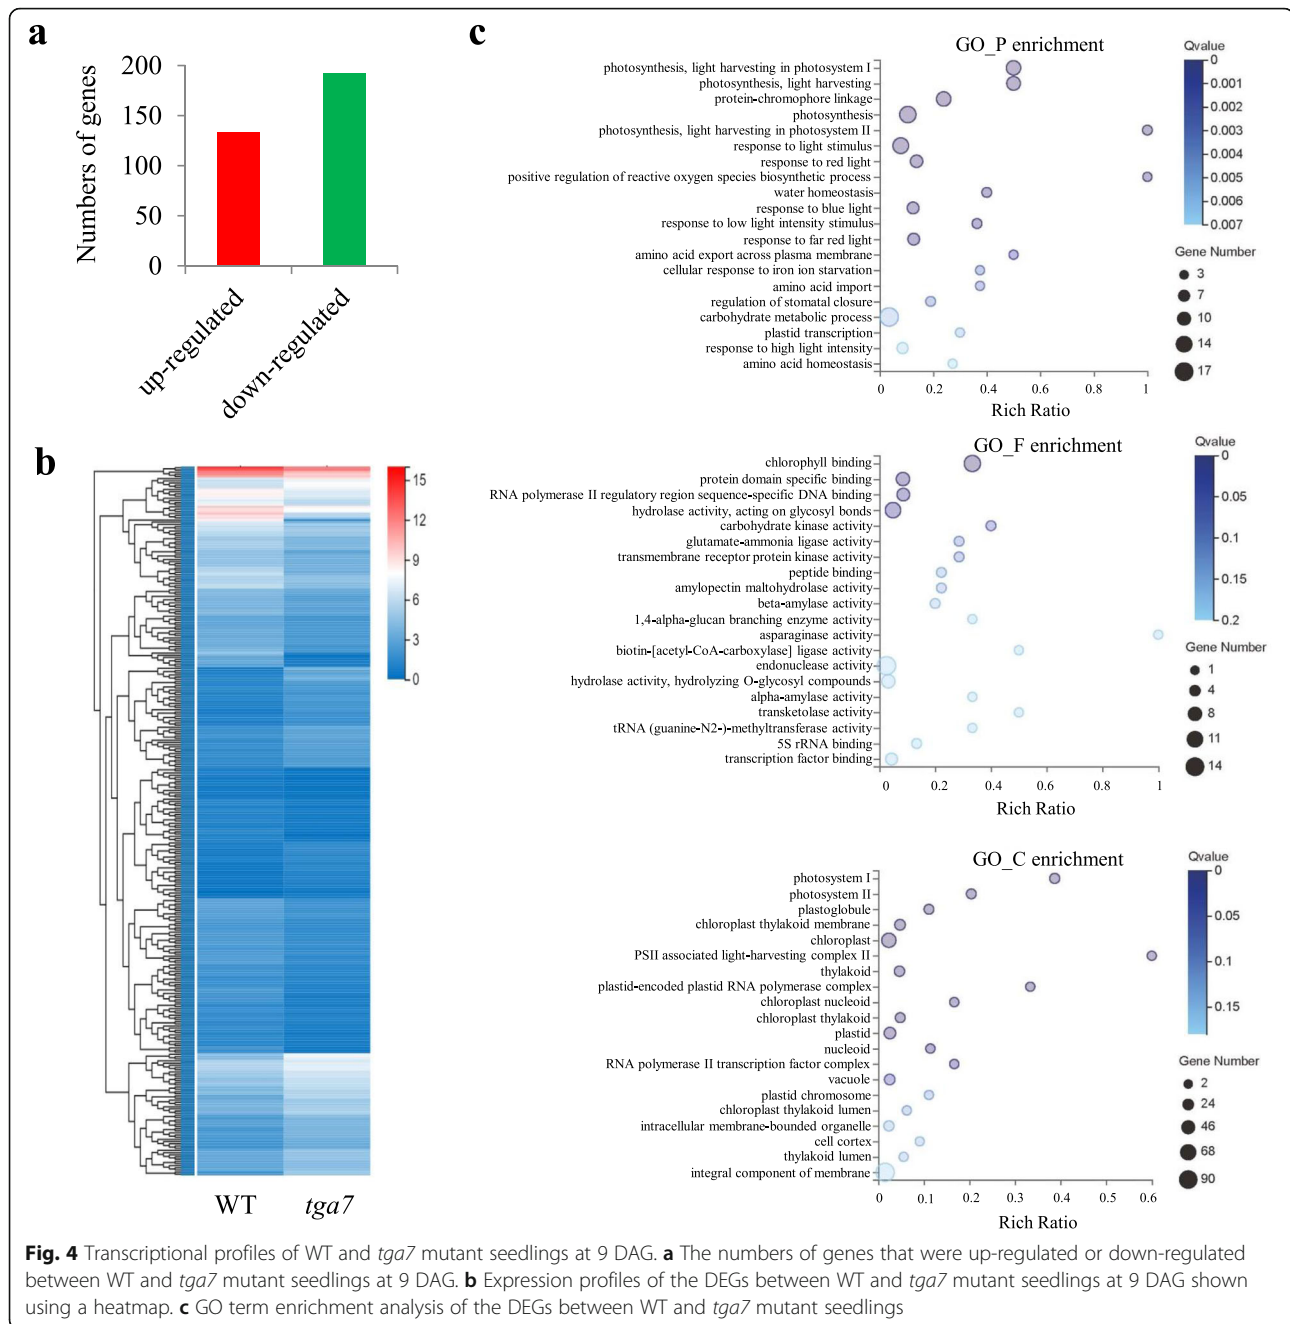 a
Numbers of genes
200
150
100
50
0
up-regulated
down-regulated
b
15
12
9
6
3
0
WT
tga7
c
GO_P enrichment
photosynthesis, light harvesting in photosystem I
photosynthesis, light harvesting
protein-chromophore linkage
photosynthesis
photosynthesis, light harvesting in photosystem II
response to light stimulus
response to red light
positive regulation of reactive oxygen species biosynthetic process
water homeostasis
response to blue light
response to low light intensity stimulus
response to far red light
amino acid export across plasma membrane
cellular response to iron ion starvation
amino acid import
regulation of stomatal closure
carbohydrate metabolic process
plastid transcription
response to high light intensity
amino acid homeostasis
0 0.2 0.4 0.6 0.8 1
Rich Ratio
Qvalue
0
0.001
0.002
0.003
0.004
0.005
0.006
0.007
Gene Number
3
7
10
14
17
GO_F enrichment
chlorophyll binding
protein domain specific binding
RNA polymerase II regulatory region sequence-specific DNA binding
hydrolase activity, acting on glycosyl bonds
carbohydrate kinase activity
glutamate-ammonia ligase activity
transmembrane receptor protein kinase activity
peptide binding
amylopectin maltohydrolase activity
beta-amylase activity
1,4-alpha-glucan branching enzyme activity
asparaginase activity
biotin-[acetyl-CoA-carboxylase] ligase activity
endonuclease activity
hydrolase activity, hydrolyzing O-glycosyl compounds
alpha-amylase activity
transketolase activity
tRNA (guanine-N2-)-methyltransferase activity
5S rRNA binding
transcription factor binding
0 0.2 0.4 0.6 0.8 1
Rich Ratio
Qvalue
0
0.05
0.1
0.15
0.2
Gene Number
1
4
8
11
14
GO_C enrichment
photosystem I
photosystem II
plastoglobule
chloroplast thylakoid membrane
chloroplast
PSII associated light-harvesting complex II
thylakoid
plastid-encoded plastid RNA polymerase complex
chloroplast nucleoid
chloroplast thylakoid
plastid
nucleoid
RNA polymerase II transcription factor complex
vacuole
plastid chromosome
chloroplast thylakoid lumen
intracellular membrane-bounded organelle
cell cortex
thylakoid lumen
integral component of membrane
0 0.1 0.2 0.3 0.4 0.5 0.6
Rich Ratio
Qvalue
0
0.05
0.1
0.15
Gene Number
2
24
46
68
90
Fig. 4 Transcriptional profiles of WT and tga7 mutant seedlings at 9 DAG. a The numbers of genes that were up-regulated or down-regulated
between WT and tga7 mutant seedlings at 9 DAG. b Expression profiles of the DEGs between WT and tga7 mutant seedlings at 9 DAG shown
using a heatmap. c GO term enrichment analysis of the DEGs between WT and tga7 mutant seedlings